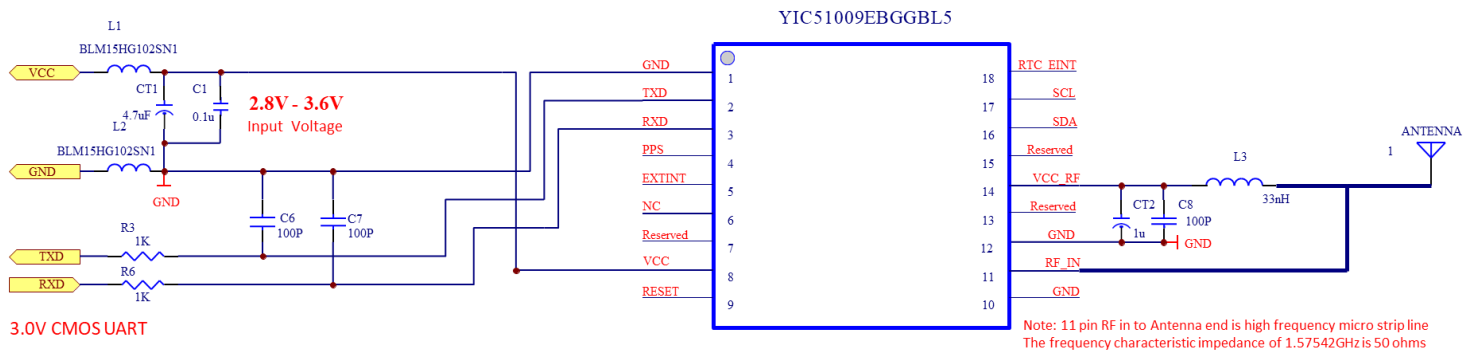 YIC51009EBGGBL5
L1
BLM15HG102SN1
VCC
CT1
4.7uF
C1
0.1u
2.8V - 3.6V
Input Voltage
L2
BLM15HG102SN1
GND
GND
C6
100P
C7
100P
R3
1K
TXD
R6
1K
RXD
3.0V CMOS UART
GND
1
TXD
2
RXD
3
PPS
4
EXTINT
5
NC
6
Reserved
7
VCC
8
RESET
9
RTC_EINT
18
SCL
17
SDA
16
Reserved
15
VCC_RF
14
Reserved
13
GND
12
RF_IN
11
GND
10
CT2
1u
C8
100P
GND
L3
33nH
ANTENNA
1
Note: 11 pin RF in to Antenna end is high frequency micro strip line
The frequency characteristic impedance of 1.57542GHz is 50 ohms